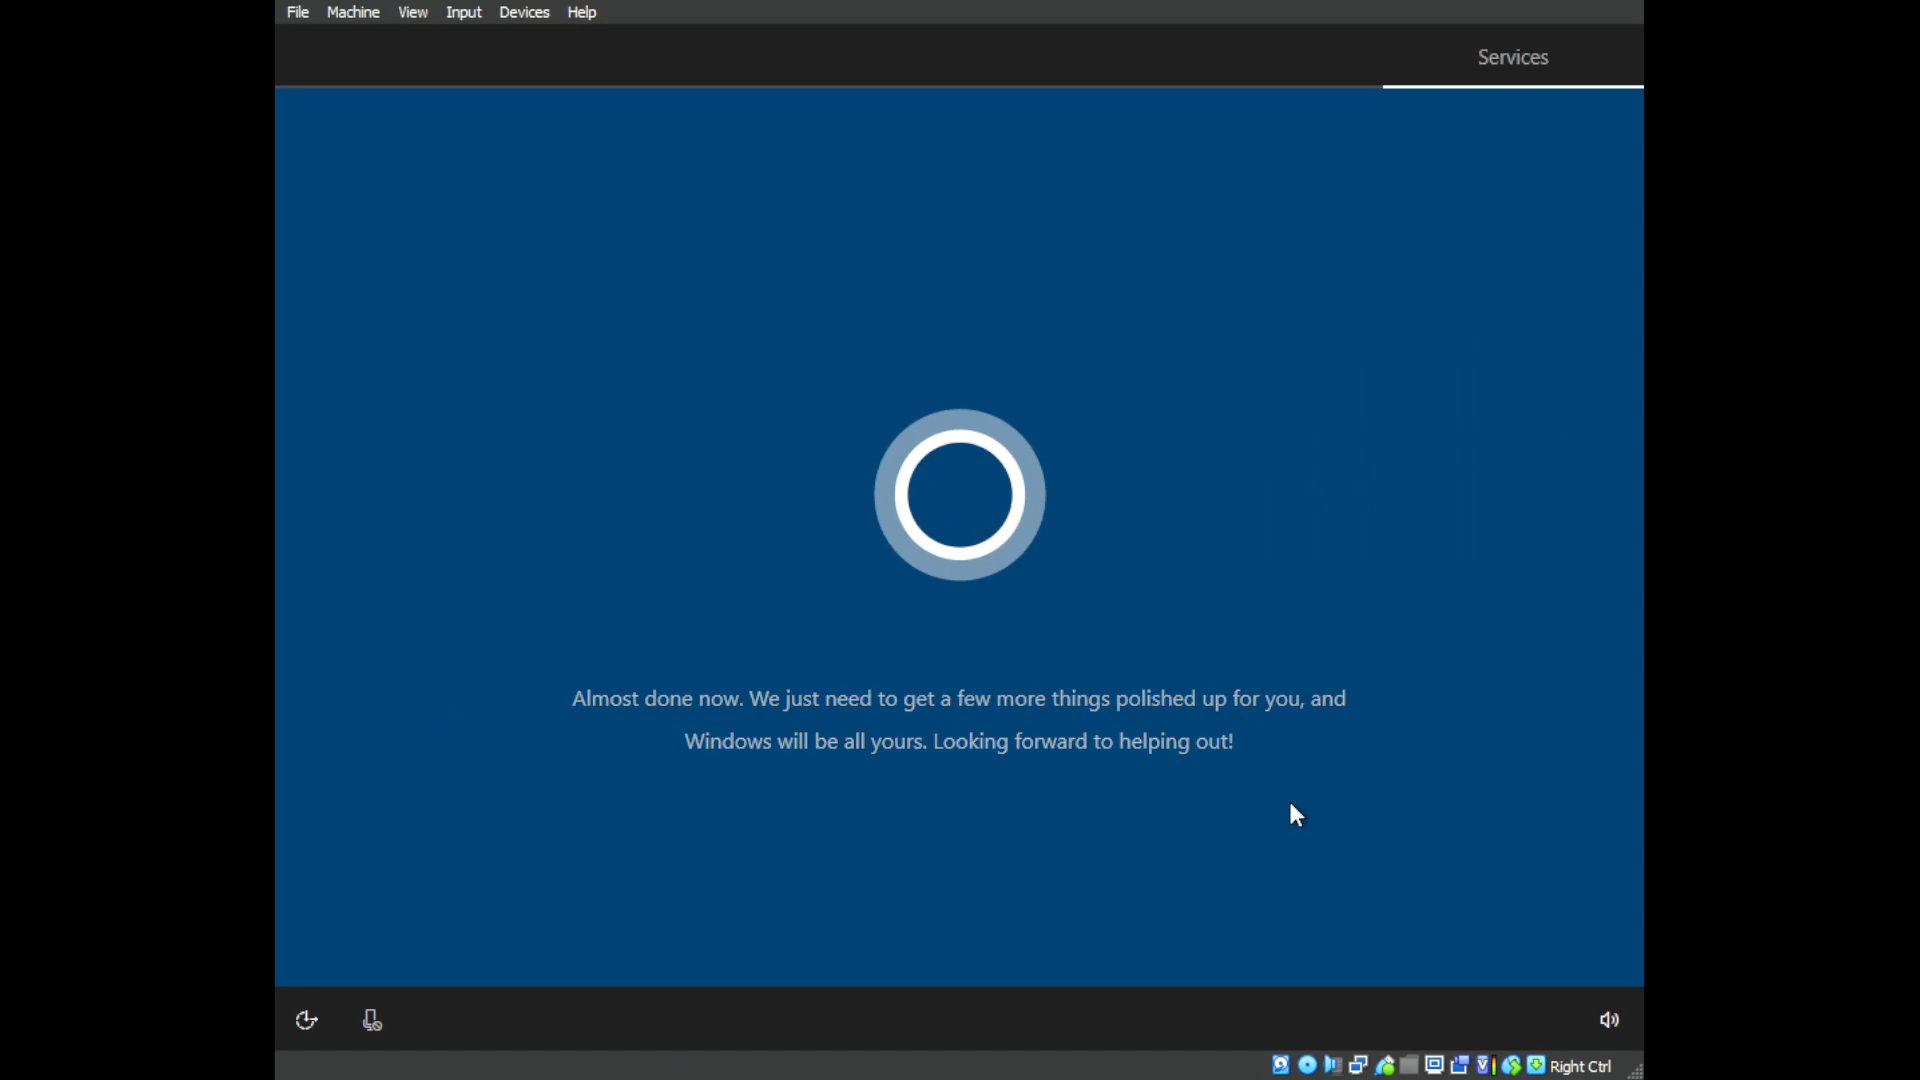 File Machine View Input Devices Help
Services
Almost done now. We just need to get a few more things polished up for you, and
Windows will be all yours. Looking forward to helping out!
Right Ctrl